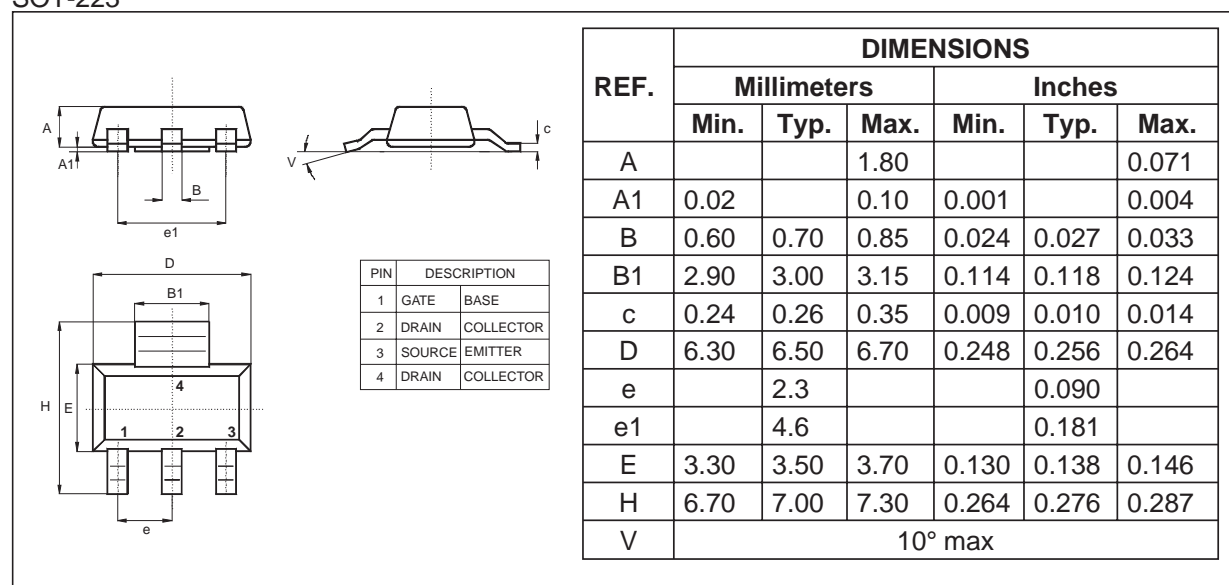 SOT-223
A
A1
B
e1
V
c
D
B1
H
E
4
1 2 3
e
PIN DESCRIPTION
1 GATE BASE
2 DRAIN COLLECTOR
3 SOURCE EMITTER
4 DRAIN COLLECTOR
REF. DIMENSIONS
Millimeters Inches
Min. Typ. Max. Min. Typ. Max.
A 1.80 0.071
A1 0.02 0.10 0.001 0.004
B 0.60 0.70 0.85 0.024 0.027 0.033
B1 2.90 3.00 3.15 0.114 0.118 0.124
c 0.24 0.26 0.35 0.009 0.010 0.014
D 6.30 6.50 6.70 0.248 0.256 0.264
e 2.3 0.090
e1 4.6 0.181
E 3.30 3.50 3.70 0.130 0.138 0.146
H 6.70 7.00 7.30 0.264 0.276 0.287
V 10° max